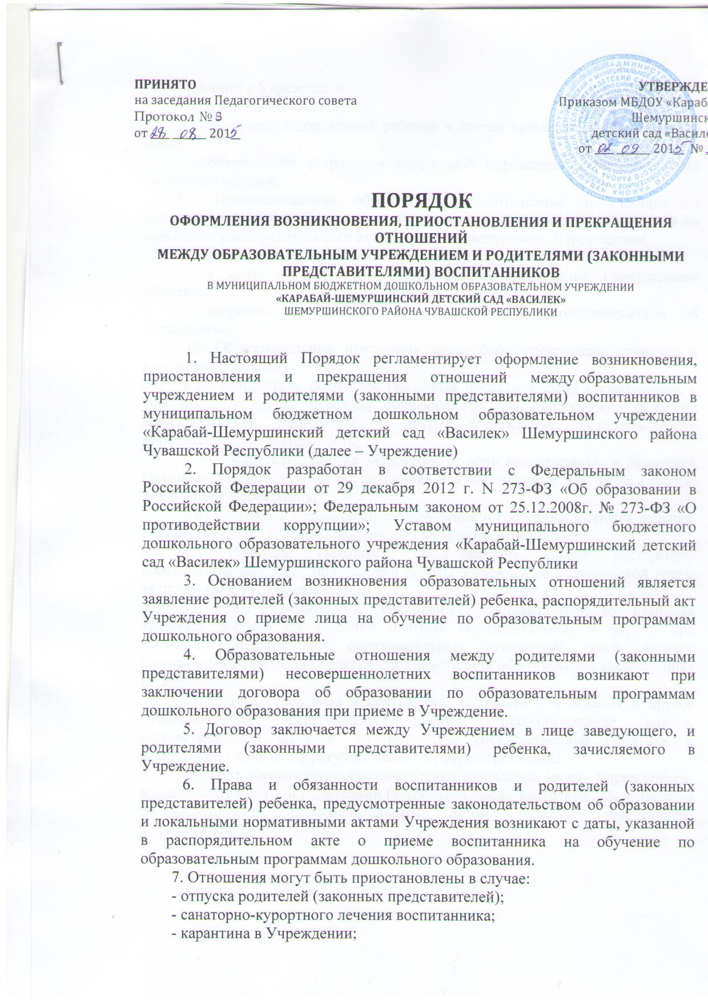 ПРИНЯТО
на заседания Педагогического совета
Протокол № 3
от 28 08 2015
УТВЕРЖДЕ
Приказом МБДОУ «Караб
Шемуршинск
детский сад «Василе
от 02 09 2015 №
ПОРЯДОК
ОФОРМЛЕНИЯ ВОЗНИКНОВЕНИЯ, ПРИОСТАНОВЛЕНИЯ И ПРЕКРАЩЕНИЯ
ОТНОШЕНИЙ
МЕЖДУ ОБРАЗОВАТЕЛЬНЫМ УЧРЕЖДЕНИЕМ И РОДИТЕЛЯМИ (ЗАКОННЫМИ
ПРЕДСТАВИТЕЛЯМИ) ВОСПИТАННИКОВ
В МУНИЦИПАЛЬНОМ БЮДЖЕТНОМ ДОШКОЛЬНОМ ОБРАЗОВАТЕЛЬНОМ УЧРЕЖДЕНИИ
«КАРАБАЙ-ШЕМУРШИНСКИЙ ДЕТСКИЙ САД «ВАСИЛЕК»
ШЕМУРШИНСКОГО РАЙОНА ЧУВАШСКОЙ РЕСПУБЛИКИ
1. Настоящий Порядок регламентирует оформление возникновения,
приостановления и прекращения отношений между образовательным
учреждением и родителями (законными представителями) воспитанников в
муниципальном бюджетном дошкольном образовательном учреждении
«Карабай-Шемуршинский детский сад «Василек» Шемуршинского района
Чувашской Республики (далее – Учреждение)
2. Порядок разработан в соответствии с Федеральным законом
Российской Федерации от 29 декабря 2012 г. N 273-ФЗ «Об образовании в
Российской Федерации»; Федеральным законом от 25.12.2008г. № 273-ФЗ «О
противодействии коррупции»; Уставом муниципального бюджетного
дошкольного образовательного учреждения «Карабай-Шемуршинский детский
сад «Василек» Шемуршинского района Чувашской Республики
3. Основанием возникновения образовательных отношений является
заявление родителей (законных представителей) ребенка, распорядительный акт
Учреждения о приеме лица на обучение по образовательным программам
дошкольного образования.
4. Образовательные отношения между родителями (законными
представителями) несовершеннолетних воспитанников возникают при
заключении договора об образовании по образовательным программам
дошкольного образования при приеме в Учреждение.
5. Договор заключается между Учреждением в лице заведующего, и
родителями (законными представителями) ребенка, зачисляемого в
Учреждение.
6. Права и обязанности воспитанников и родителей (законных
представителей) ребенка, предусмотренные законодательством об образовании
и локальными нормативными актами Учреждения возникают с даты, указанной
в распорядительном акте о приеме воспитанника на обучение по
образовательным программам дошкольного образования.
7. Отношения могут быть приостановлены в случае:
- отпуска родителей (законных представителей);
- санаторно-курортного лечения воспитанника;
- карантина в Учреждении;